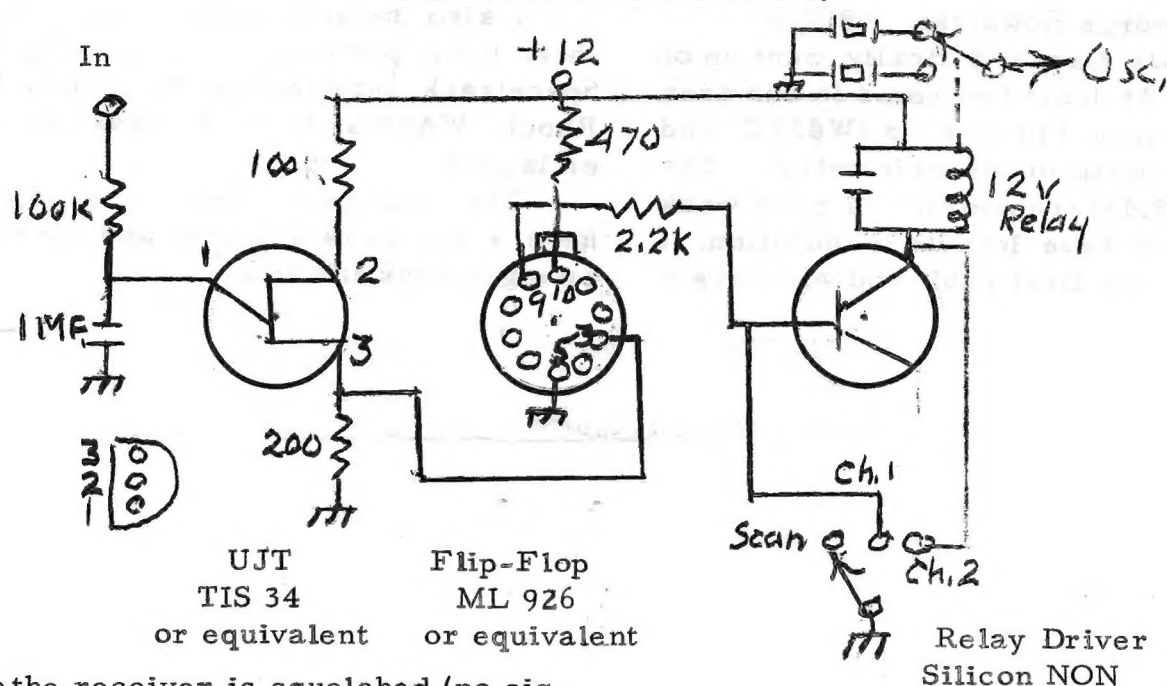 In
+12
Osc,
100
470
100K
12V
Relay
2.2K
1
2
9 10
3
5 3
1MF
200
Ch.1
3
2
1
Scan
Ch.2
UJT
Flip-Flop
TIS 34
ML 926
or equivalent
or equivalent
Relay Driver
Silicon NON
the receiver is squelched (no sig-